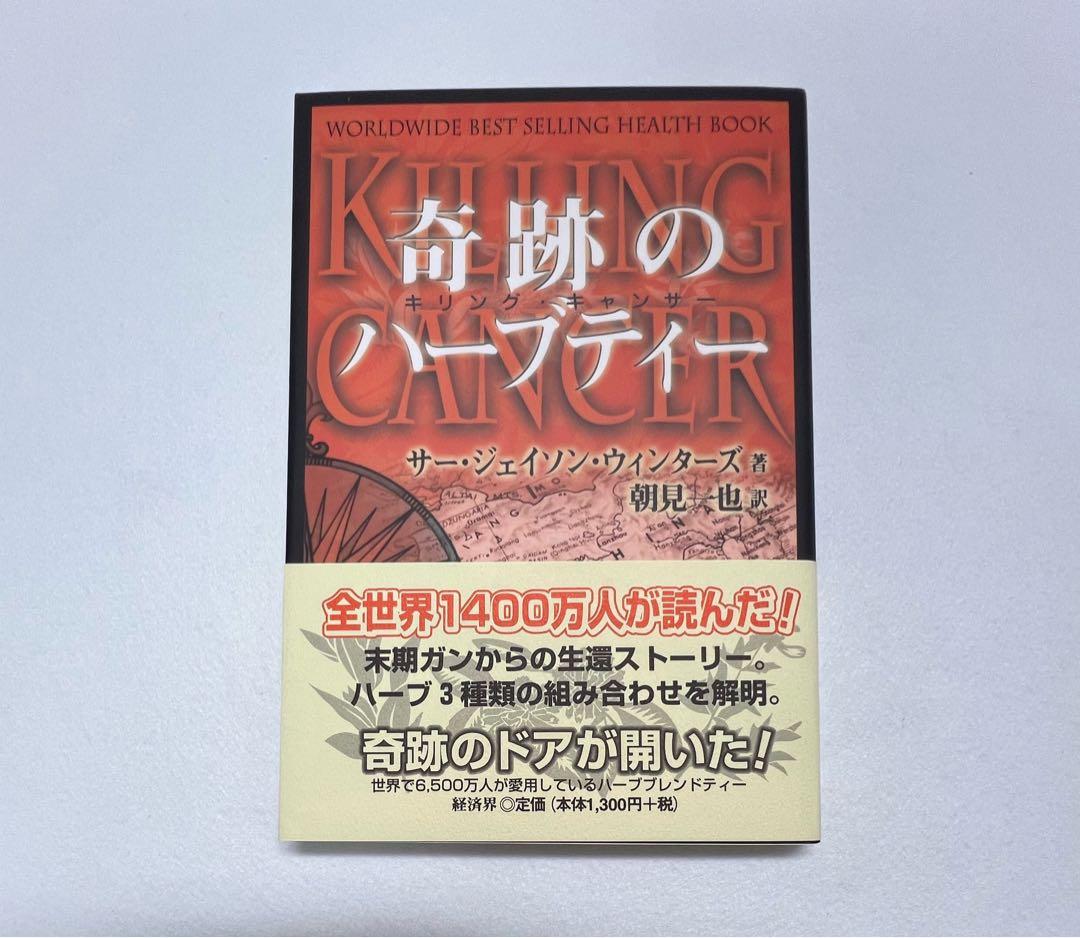 WORLDWIDE BEST SELLING HEALTH BOOK
KILLING
奇跡の
キリング・キャンサー
CANCER
ハーブティー
サー・ジェイソン・ウィンターズ 著
朝見一也 訳
ALTAI MTS
DZUNGARIA
全世界1400万人が読んだ!
末期ガンからの生還ストーリー。
ハーブ3種類の組み合わせを解明。
奇跡のドアが開いた!
世界で6,500万人が愛用しているハーブブレンドティー
経済界◎定価(本体1,300円+税)